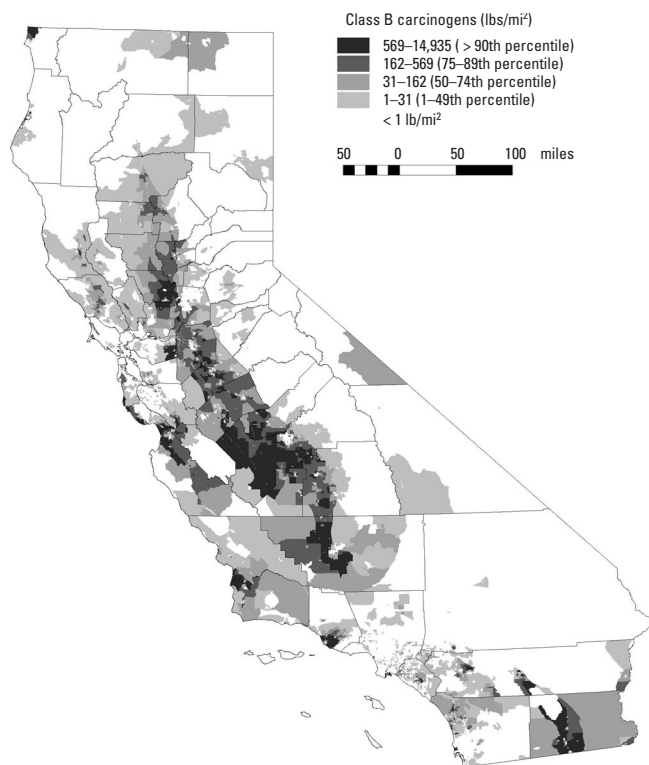 Class B carcinogens (lbs/mi²)
569–14,935 ( > 90th percentile)
162–569 (75–89th percentile)
31–162 (50–74th percentile)
1–31 (1–49th percentile)
< 1 lb/mi²
50 0 50 100 miles